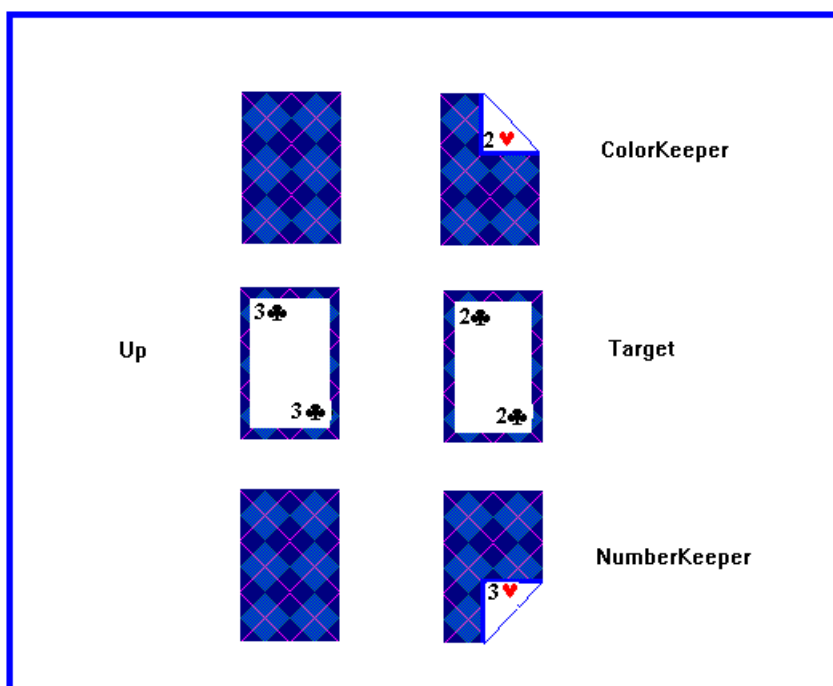 2♥
ColorKeeper
3♣
2♣
Up
Target
3♣
2♣
NumberKeeper
3♥